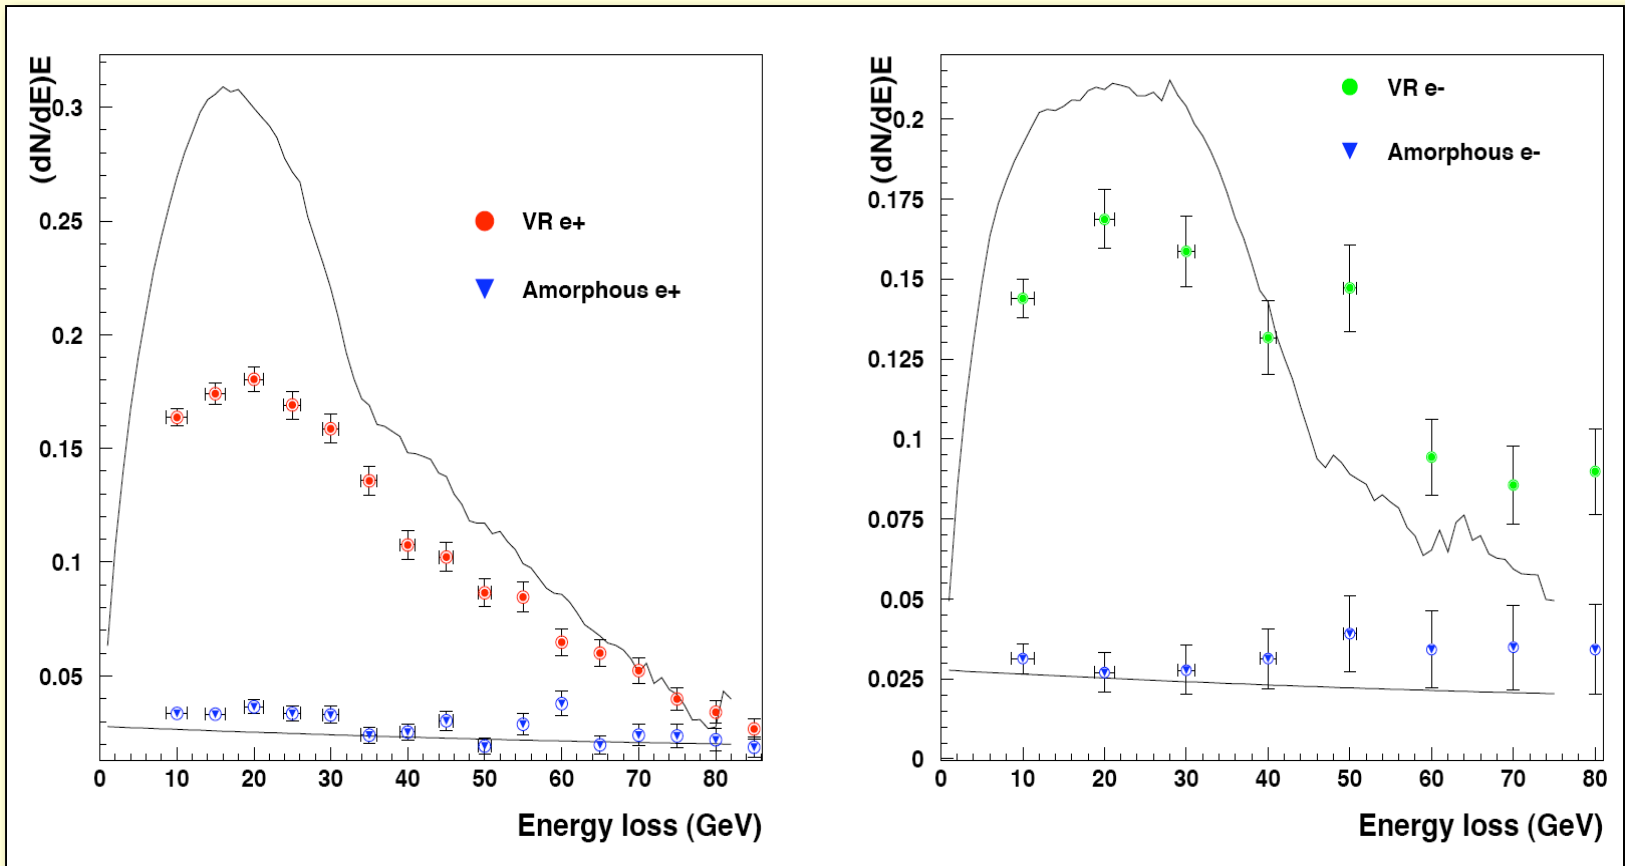 (dN/dE)E
0.3
0.25
0.2
0.15
0.1
0.05
VR e+
Amorphous e+
0 10 20 30 40 50 60 70 80
Energy loss (GeV)
(dN/dE)E
0.2
0.175
0.15
0.125
0.1
0.075
0.05
0.025
0
VR e-
Amorphous e-
0 10 20 30 40 50 60 70 80
Energy loss (GeV)